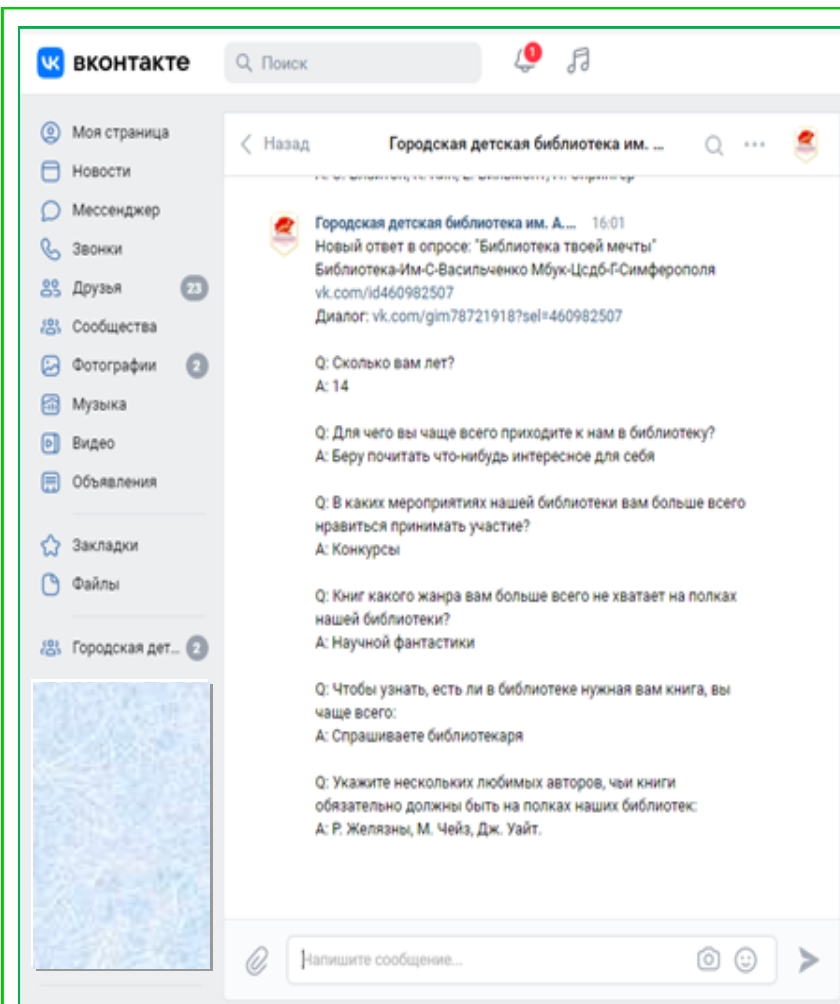 вконтакте
Поиск
1
Моя страница
Новости
Мессенджер
Звонки
Друзья 23
Сообщества
Фотографии 2
Музыка
Видео
Объявления
Закладки
Файлы
Городская дет... 2
Назад
Городская детская библиотека им. ...
Городская детская библиотека им. А.... 16:01
Новый ответ в опросе: "Библиотека твоей мечты"
Библиотека-Им-С-Васильченко Мбук-Цсдб-Г-Симферополя
vk.com/id460982507
Диалог: vk.com/gim78721918?sel=460982507
Q: Сколько вам лет?
A: 14
Q: Для чего вы чаще всего приходите к нам в библиотеку?
A: Беру почитать что-нибудь интересное для себя
Q: В каких мероприятиях нашей библиотеки вам больше всего
нравиться принимать участие?
A: Конкурсы
Q: Книг какого жанра вам больше всего не хватает на полках
нашей библиотеки?
A: Научной фантастики
Q: Чтобы узнать, есть ли в библиотеке нужная вам книга, вы
чаще всего:
A: Спрашиваете библиотекаря
Q: Укажите нескольких любимых авторов, чьи книги
обязательно должны быть на полках наших библиотек:
A: Р. Желязны, М. Чейз, Дж. Уайт.
Напишите сообщение...